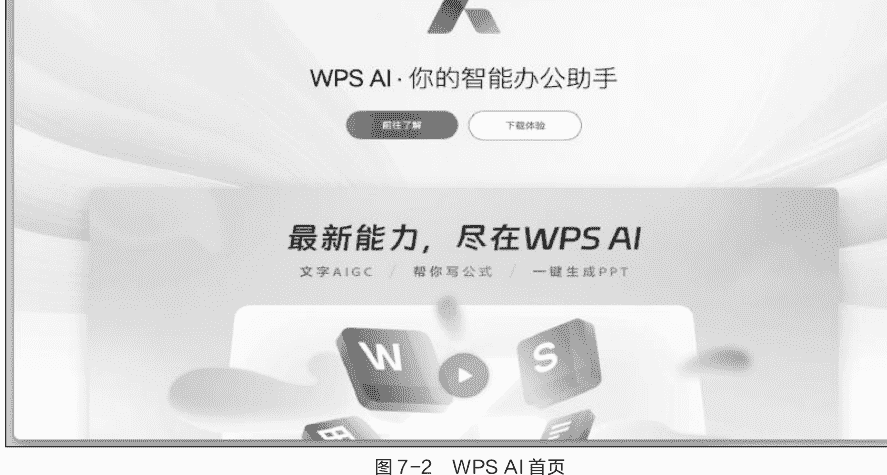 WPS AI · 你的智能办公助手
前往了解 下载体验
最新能力，尽在WPS AI
文字AIGC / 帮你写公式 / 一键生成PPT
W S
图 7-2 WPS AI 首页